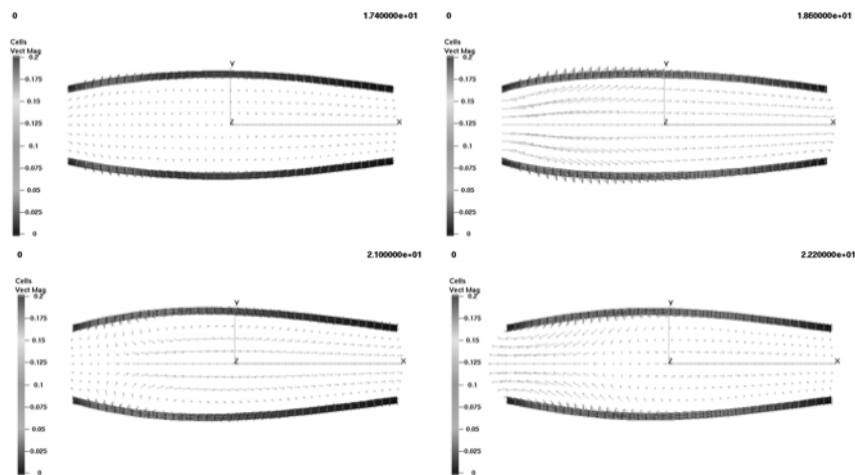 0 1.740000e+01
Cells
Vect Mag
0.2
0.175
0.15
0.125
0.1
0.075
0.05
0.025
0
Y
Z X
0 1.860000e+01
Cells
Vect Mag
0.2
0.175
0.15
0.125
0.1
0.075
0.05
0.025
0
Y
Z X
0 2.100000e+01
Cells
Vect Mag
0.2
0.175
0.15
0.125
0.1
0.075
0.05
0.025
0
Y
Z X
0 2.220000e+01
Cells
Vect Mag
0.2
0.175
0.15
0.125
0.1
0.075
0.05
0.025
0
Y
Z X